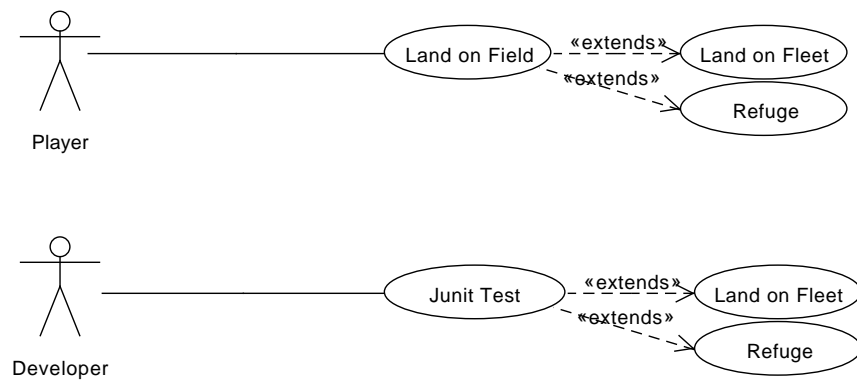 Land on Field
«extends»
Land on Fleet
«extends»
Refuge
Player
Junit Test
«extends»
Land on Fleet
«extends»
Refuge
Developer